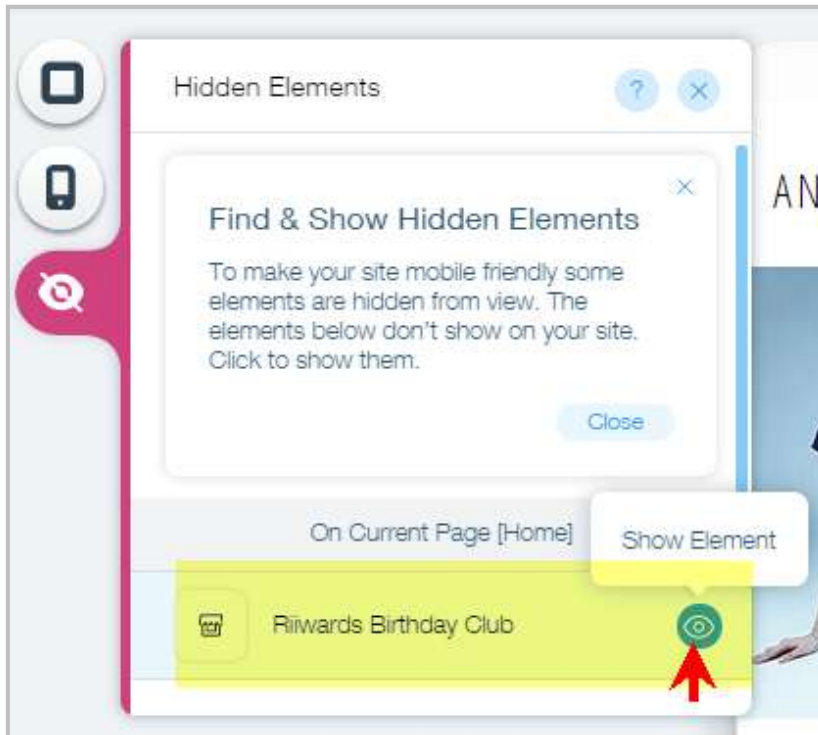 Hidden Elements
?
AN
Find & Show Hidden Elements
To make your site mobile friendly some
elements are hidden from view. The
elements below don't show on your site.
Click to show them.
Close
On Current Page [Home]
Show Element
Riiwards Birthday Club